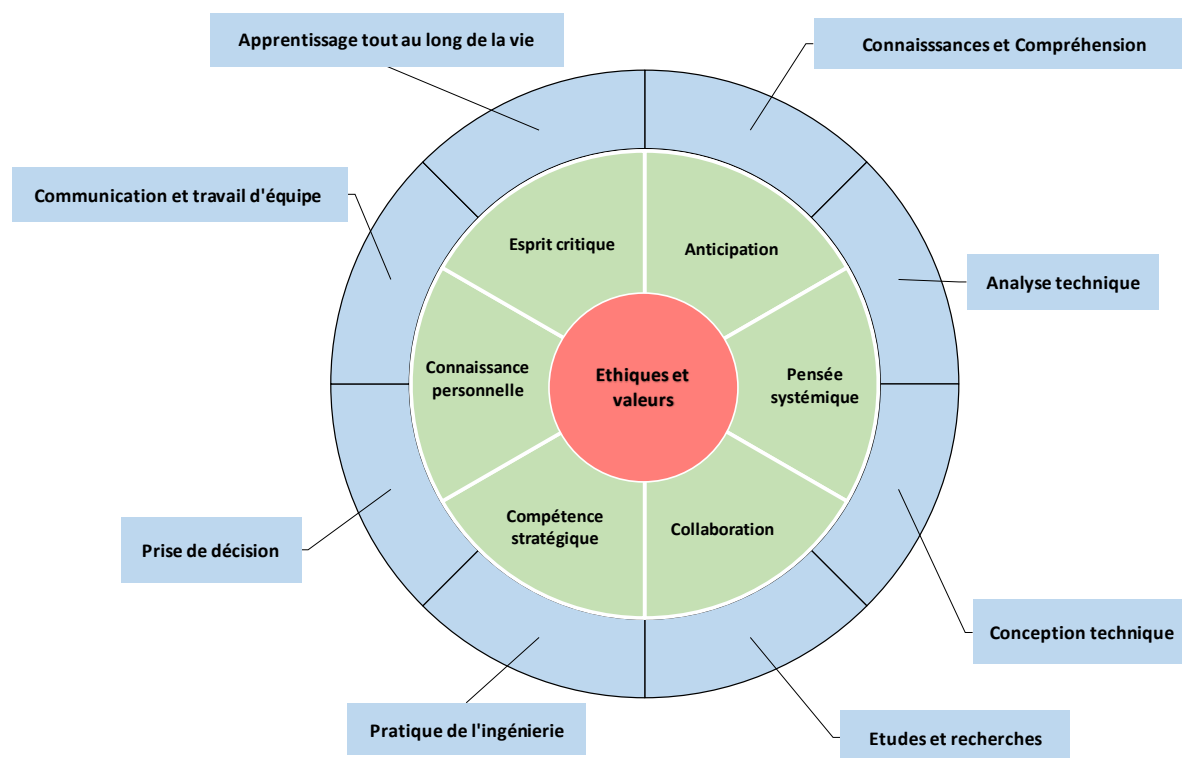 Apprentissage tout au long de la vie
Connaisssances et Compréhension
Communication et travail d'équipe
Esprit critique
Anticipation
Analyse technique
Connaissance
personnelle
Ethiques et
valeurs
Pensée
systémique
Compétence
stratégique
Collaboration
Prise de décision
Conception technique
Pratique de l'ingénierie
Etudes et recherches